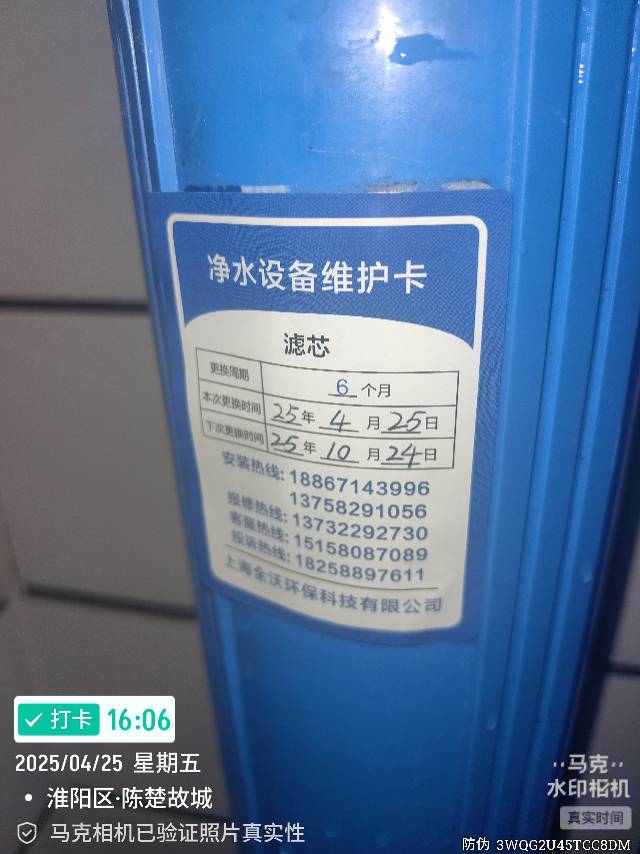 净水设备维护卡
滤芯
更换周期 6 个月
本次更换时间 25年 4 月 25日
下次更换时间 25年 10 月 24日
安装热线: 18867143996
13758291056
报修热线: 13732292730
客服热线: 15158087089
投诉热线: 18258897611
上海全沃环保科技有限公司
打卡 16:06
2025/04/25 星期五
淮阳区·陈楚故城
马克相机已验证照片真实性
马克
水印相机
真实时间
防伪 3WQG2U45TCC8DM